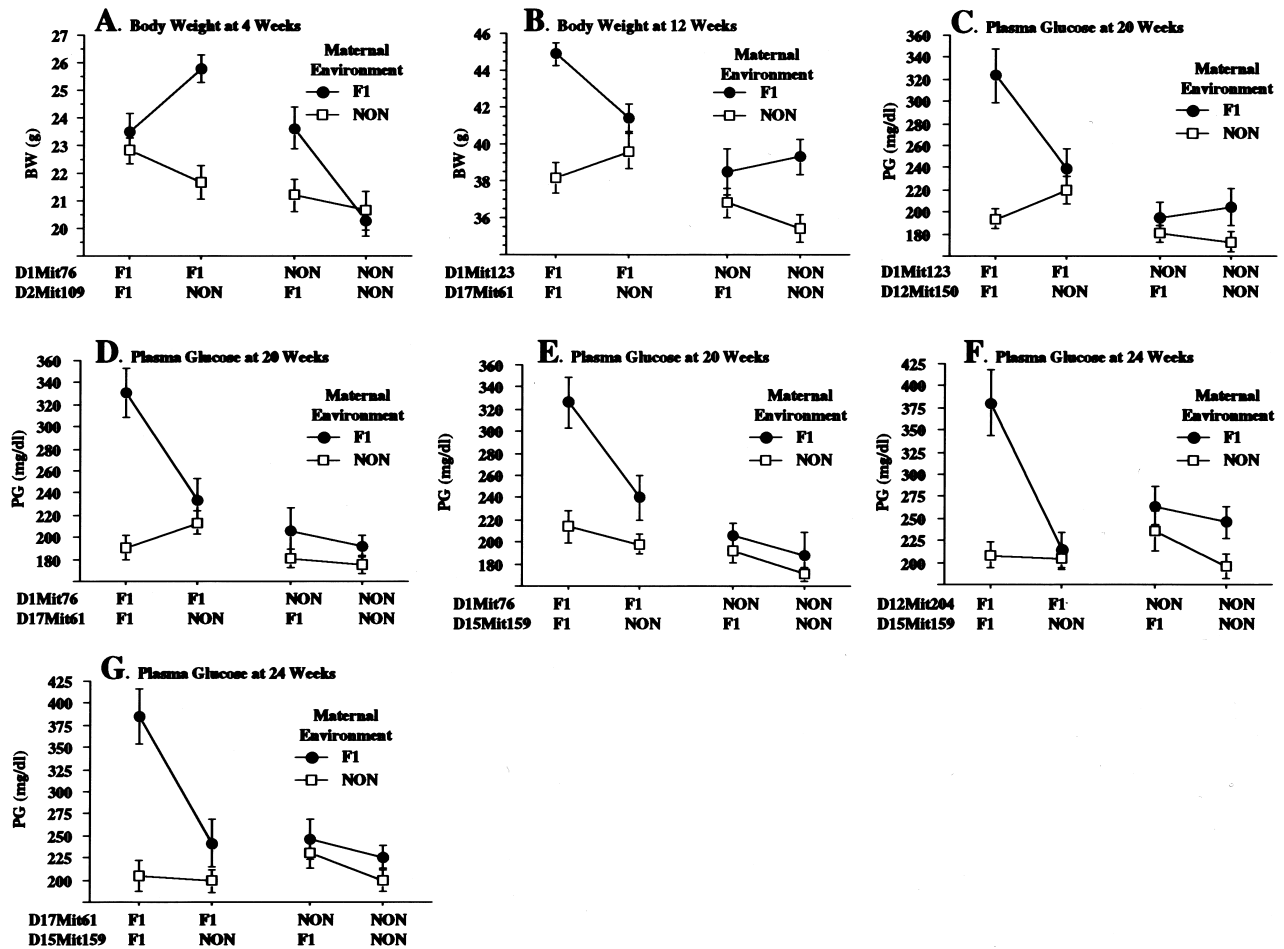 A. Body Weight at 4 Weeks
27
26
25
24
23
22
21
20
BW (g)
Maternal
Environment
F1
NON
D1Mit76 F1 F1 NON NON
D2Mit109 F1 NON F1 NON
B. Body Weight at 12 Weeks
46
44
42
40
38
36
BW (g)
Maternal
Environment
F1
NON
D1Mit123 F1 F1 NON NON
D17Mit61 F1 NON F1 NON
C. Plasma Glucose at 20 Weeks
360
340
320
300
280
260
240
220
200
180
PG (mg/dl)
Maternal
Environment
F1
NON
D1Mit123 F1 F1 NON NON
D12Mit150 F1 NON F1 NON
D. Plasma Glucose at 20 Weeks
360
340
320
300
280
260
240
220
200
180
PG (mg/dl)
Maternal
Environment
F1
NON
D1Mit76 F1 F1 NON NON
D17Mit61 F1 NON F1 NON
E. Plasma Glucose at 20 Weeks
360
340
320
300
280
260
240
220
200
180
PG (mg/dl)
Maternal
Environment
F1
NON
D1Mit76 F1 F1 NON NON
D15Mit159 F1 NON F1 NON
F. Plasma Glucose at 24 Weeks
425
400
375
350
325
300
275
250
225
200
PG (mg/dl)
Maternal
Environment
F1
NON
D12Mit204 F1 F1 NON NON
D15Mit159 F1 NON F1 NON
G. Plasma Glucose at 24 Weeks
425
400
375
350
325
300
275
250
225
200
PG (mg/dl)
Maternal
Environment
F1
NON
D17Mit61 F1 F1 NON NON
D15Mit159 F1 NON F1 NON